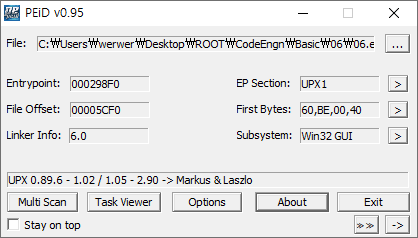 PEiD v0.95
File: C:₩Users₩werwer₩Desktop₩ROOT₩CodeEngn₩Basic₩06₩06.e ...
Entrypoint: 000298F0 EP Section: UPX1 >
File Offset: 00005CF0 First Bytes: 60,BE,00,40 >
Linker Info: 6.0 Subsystem: Win32 GUI >
UPX 0.89.6 - 1.02 / 1.05 - 2.90 -> Markus & Laszlo
Multi Scan Task Viewer Options About Exit
Stay on top >> ->